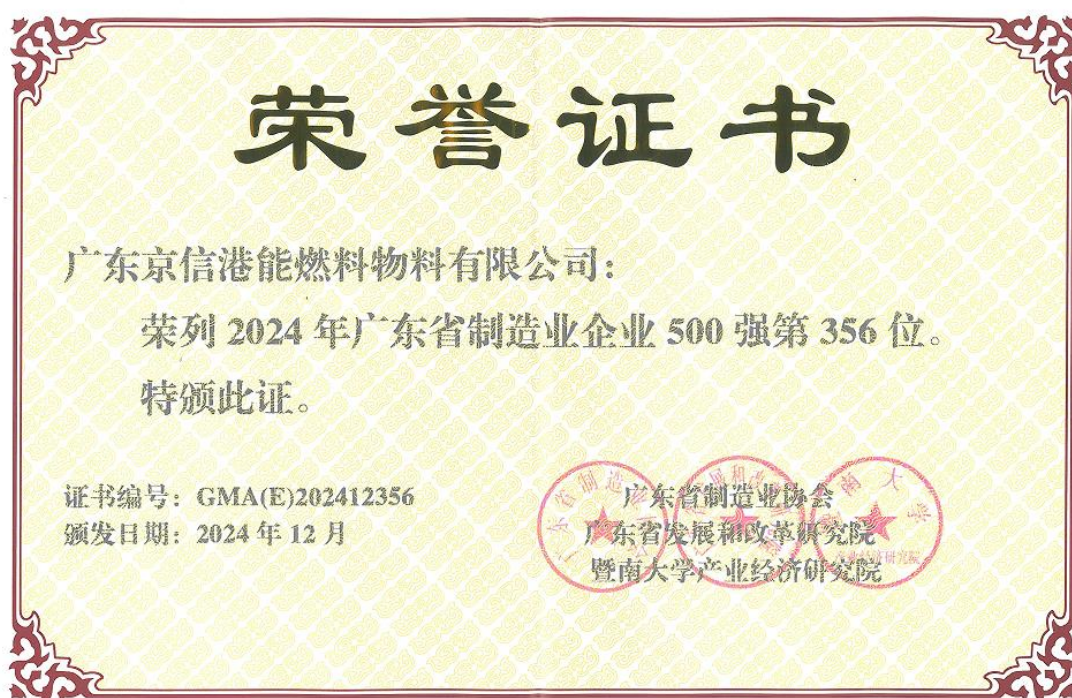 荣誉证书
广东京信港能燃料物料有限公司：
荣列 2024 年广东省制造业企业 500 强第 356 位。
特颁此证。
证书编号：GMA(E)202412356
颁发日期：2024 年 12 月
广东省制造业协会
广东省发展和改革研究院
暨南大学产业经济研究院